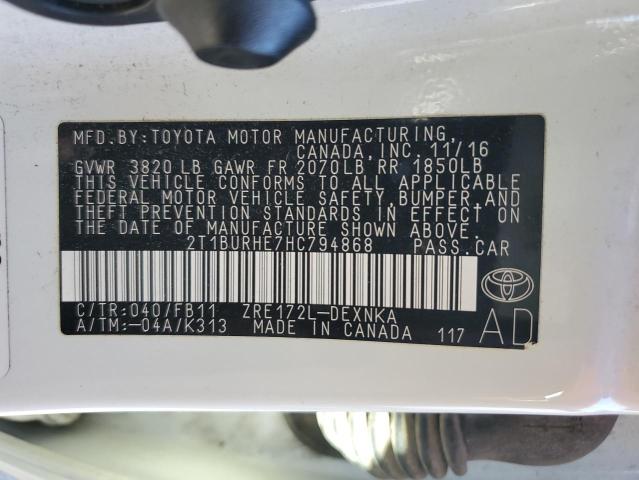 MFD. BY: TOYOTA MOTOR MANUFACTURING,
CANADA, INC. 11/16
GVWR 3820 LB GAWR FR 2070LB RR 1850LB
THIS VEHICLE CONFORMS TO ALL APPLICABLE
FEDERAL MOTOR VEHICLE SAFETY, BUMPER, AND
THEFT PREVENTION STANDARDS IN EFFECT ON
THE DATE OF MANUFACTURE SHOWN ABOVE.
2T1BURHE7HC794868 PASS.CAR
C/TR: 040/FB11 ZRE172L-DEXNKA
A/TM: -04A/K313 MADE IN CANADA 117 AD